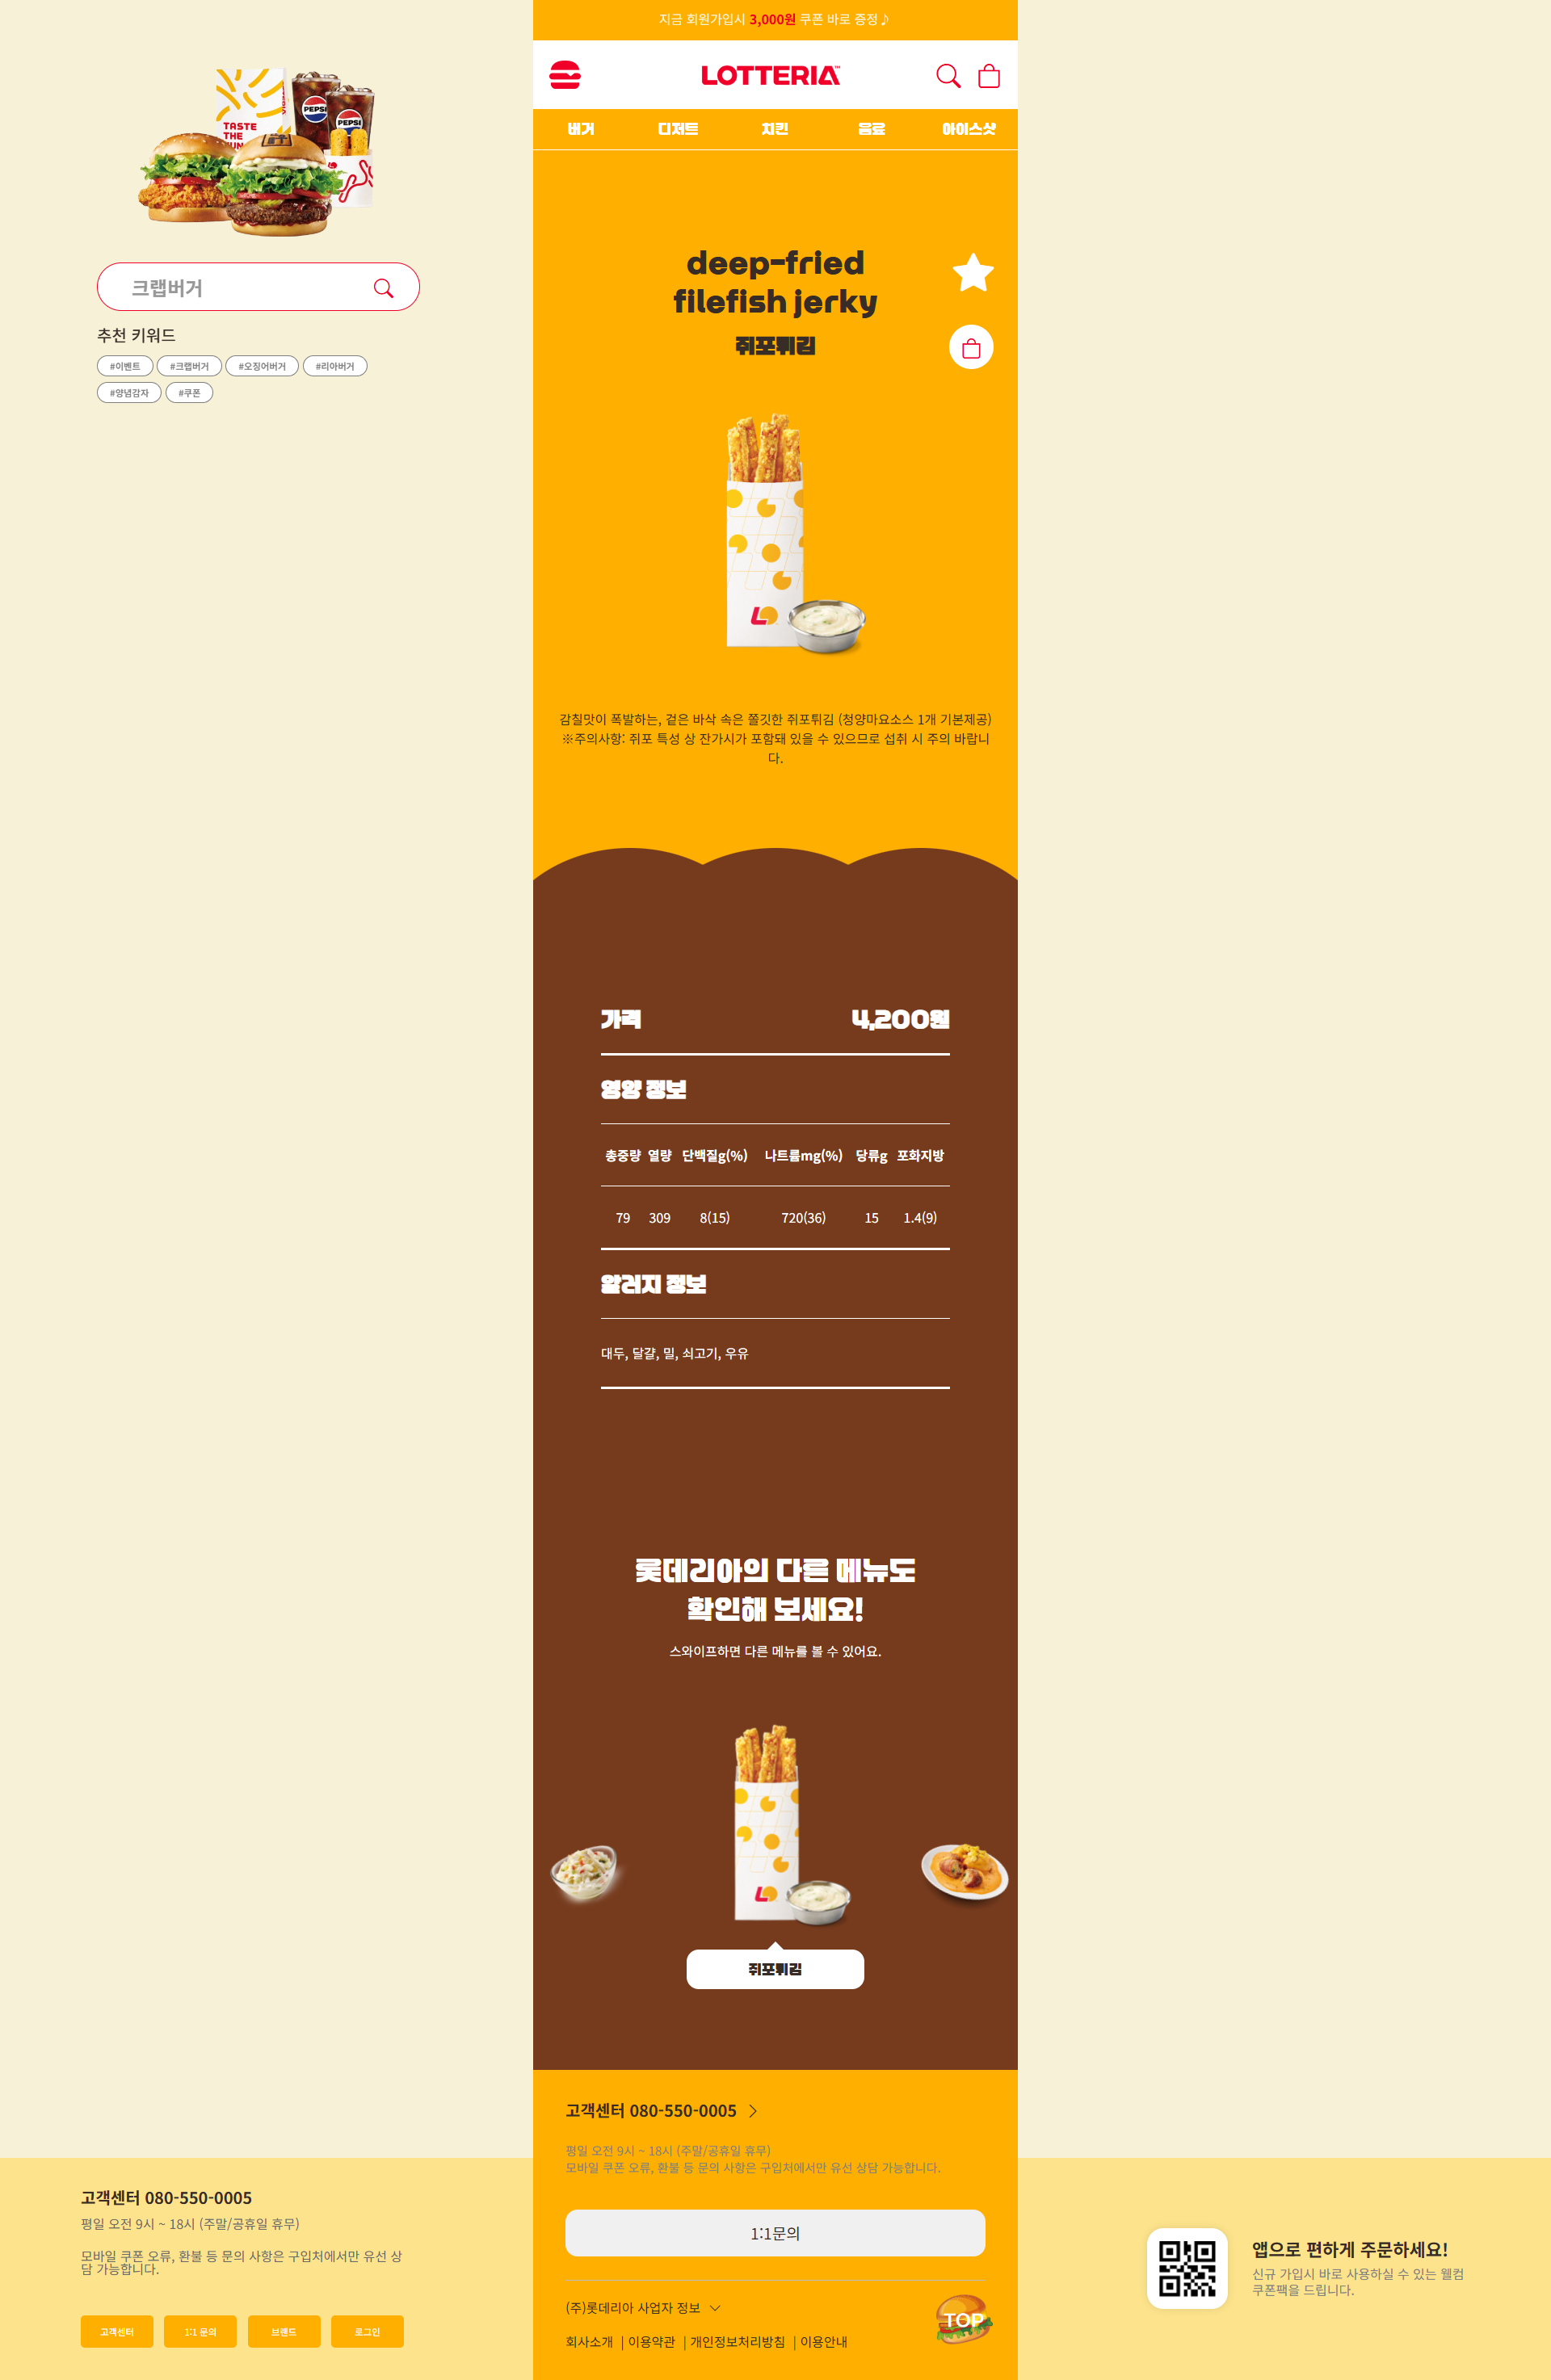 지금 회원가입시 3,000원 쿠폰 바로 증정♪
LOTTERIA
버거 디저트 치킨 음료 아이스샷
PEPSI
PEPSI
TASTE
THE
크랩버거
추천 키워드
#이벤트 #크랩버거 #오징어버거 #리아버거
#양념감자 #쿠폰
deep-fried
filefish jerky
쥐포튀김
감칠맛이 폭발하는, 겉은 바삭 속은 쫄깃한 쥐포튀김 (청양마요소스 1개 기본제공)
※주의사항: 쥐포 특성 상 잔가시가 포함돼 있을 수 있으므로 섭취 시 주의 바랍니
다.
가격 4,200원
영양 정보
총중량 열량 단백질g(%) 나트륨mg(%) 당류g 포화지방
79 309 8(15) 720(36) 15 1.4(9)
알러지 정보
대두, 달걀, 밀, 쇠고기, 우유
롯데리아의 다른 메뉴도
확인해 보세요!
스와이프하면 다른 메뉴를 볼 수 있어요.
쥐포튀김
고객센터 080-550-0005
평일 오전 9시 ~ 18시 (주말/공휴일 휴무)
모바일 쿠폰 오류, 환불 등 문의 사항은 구입처에서만 유선 상담 가능합니다.
1:1문의
(주)롯데리아 사업자 정보
TOP
회사소개 | 이용약관 | 개인정보처리방침 | 이용안내
고객센터 080-550-0005
평일 오전 9시 ~ 18시 (주말/공휴일 휴무)
모바일 쿠폰 오류, 환불 등 문의 사항은 구입처에서만 유선 상
담 가능합니다.
고객센터 1:1 문의 브랜드 로그인
앱으로 편하게 주문하세요!
신규 가입시 바로 사용하실 수 있는 웰컴
쿠폰팩을 드립니다.